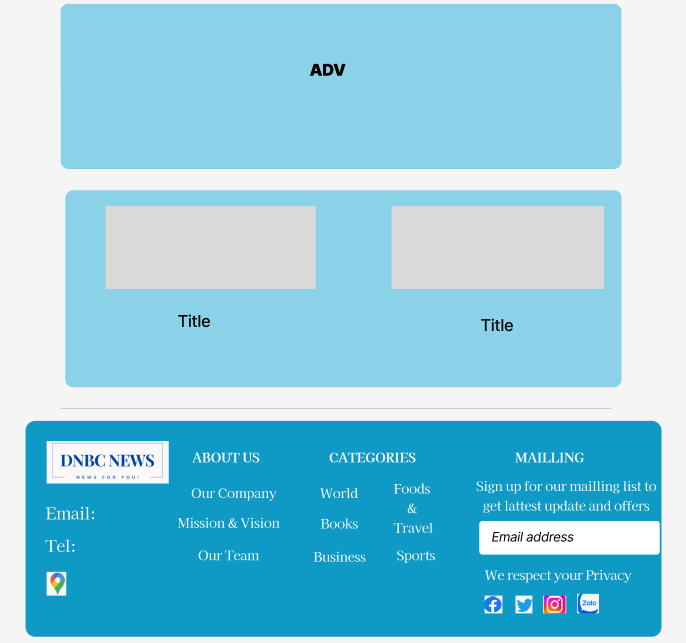 ADV
Title
Title
DNBC NEWS
NEWS FOR YOU!
Email:
Tel:
ABOUT US
Our Company
Mission & Vision
Our Team
CATEGORIES
World
Books
Business
Foods
&
Travel
Sports
MAILLING
Sign up for our mailling list to
get lattest update and offers
Email address
We respect your Privacy
Zalo